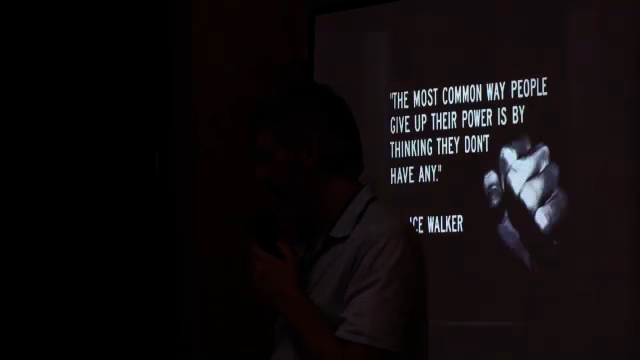 "THE MOST COMMON WAY PEOPLE
GIVE UP THEIR POWER IS BY
THINKING THEY DON'T
HAVE ANY."
WALKER